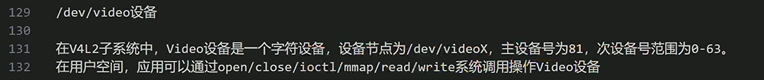 129 /dev/video设备
130
131 在V4L2子系统中，Video设备是一个字符设备，设备节点为/dev/videoX，主设备号为81，次设备号范围为0-63。
132 在用户空间，应用可以通过open/close/ioctl/mmap/read/write系统调用操作Video设备